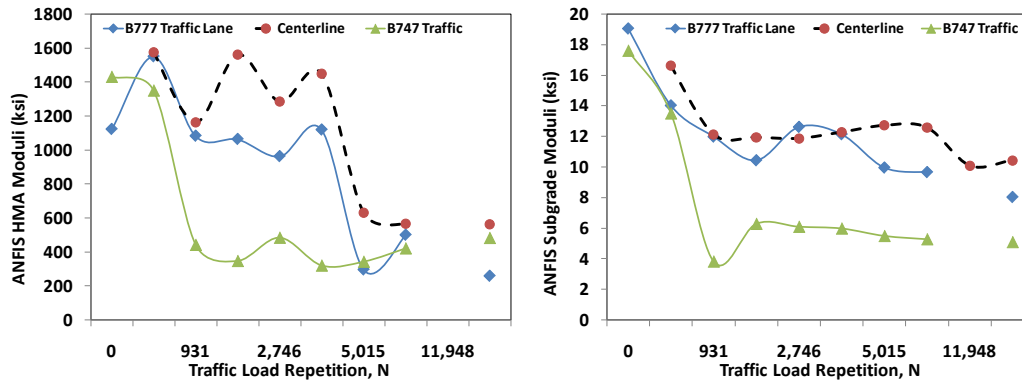 B777 Traffic Lane Centerline B747 Traffic
ANFIS HMA Moduli (ksi)
1800
1600
1400
1200
1000
800
600
400
200
0
0 931 2,746 5,015 11,948
Traffic Load Repetition, N
B777 Traffic Lane Centerline B747 Traffic
ANFIS Subgrade Moduli (ksi)
20
18
16
14
12
10
8
6
4
2
0
0 931 2,746 5,015 11,948
Traffic Load Repetition, N